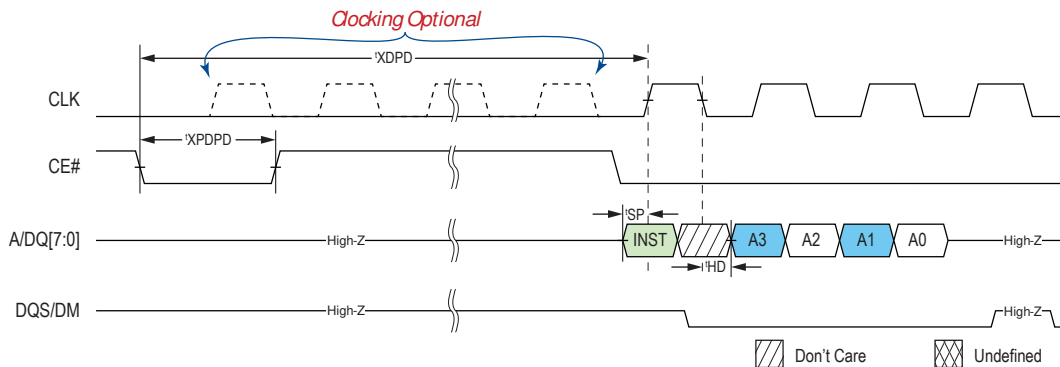 Clocking Optional
tXDPD
CLK
tXPDPD
CE#
tSP
A/DQ[7:0]
High-Z
INST
A3
A2
A1
A0
High-Z
tHD
DQS/DM
High-Z
High-Z
Don't Care
Undefined